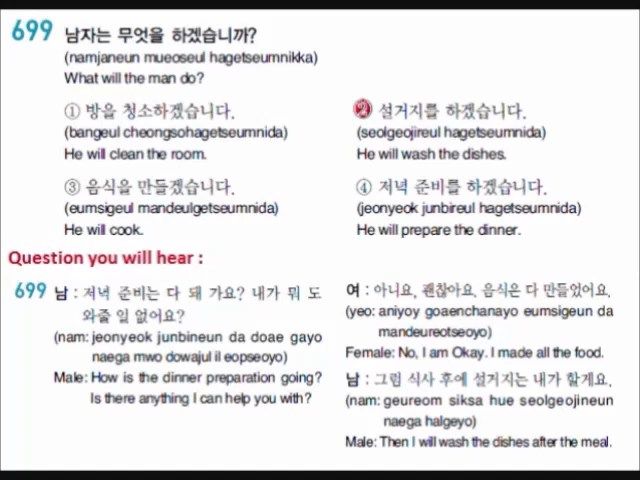 699 남자는 무엇을 하겠습니까?
(namjaneun mueoseul hagetseumnikka)
What will the man do?
① 방을 청소하겠습니다.
(bangeul cheongsohagetseumnida)
He will clean the room.
② 설거지를 하겠습니다.
(seolgeojireul hagetseumnida)
He will wash the dishes.
③ 음식을 만들겠습니다.
(eumsigeul mandeulgetseumnida)
He will cook.
④ 저녁 준비를 하겠습니다.
(jeonyeok junbireul hagetseumnida)
He will prepare the dinner.
Question you will hear :
699 남 : 저녁 준비는 다 돼 가요? 내가 뭐 도
와줄 일 없어요?
(nam: jeonyeok junbineun da doae gayo
naega mwo dowajul il eopseoyo)
Male: How is the dinner preparation going?
Is there anything I can help you with?
여 : 아니요, 괜찮아요. 음식은 다 만들었어요.
(yeo: aniyoy goaenchanayo eumsigeun da
mandeureotseoyo)
Female: No, I am Okay. I made all the food.
남 : 그럼 식사 후에 설거지는 내가 할게요.
(nam: geureom siksa hue seolgeojineun
naega halgeyo)
Male: Then I will wash the dishes after the meal.